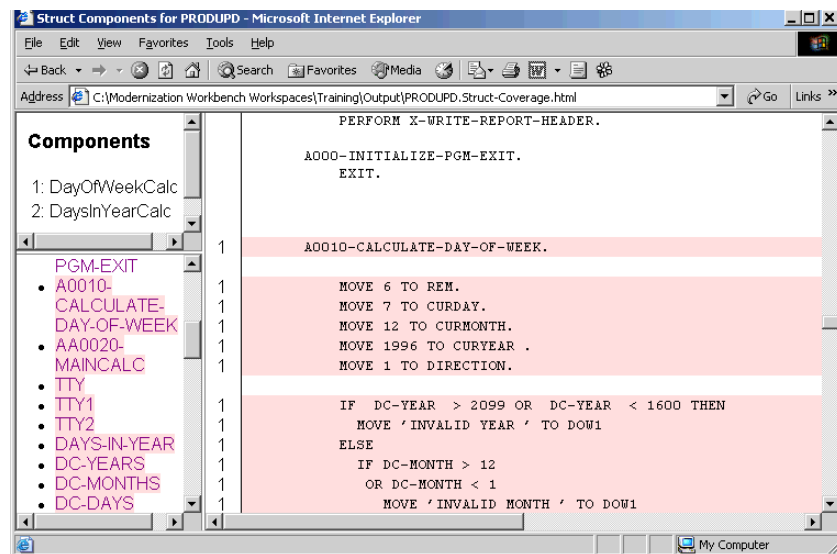 Struct Components for PRODUPD - Microsoft Internet Explorer
File Edit View Favorites Tools Help
Back Search Favorites Media
Address C:\Modernization Workbench Workspaces\Training\Output\PRODUPD.Struct-Coverage.html Go Links »
Components
1: DayOfWeekCalc
2: DaysInYearCalc
PGM-EXIT
A0010-
CALCULATE-
DAY-OF-WEEK
AA0020-
MAINCALC
TTY
TTY1
TTY2
DAYS-IN-YEAR
DC-YEARS
DC-MONTHS
DC-DAYS
PERFORM X-WRITE-REPORT-HEADER.
A000-INITIALIZE-PGM-EXIT.
EXIT.
1 A0010-CALCULATE-DAY-OF-WEEK.
1 MOVE 6 TO REM.
1 MOVE 7 TO CURDAY.
1 MOVE 12 TO CURMONTH.
1 MOVE 1996 TO CURYEAR .
1 MOVE 1 TO DIRECTION.
1 IF DC-YEAR > 2099 OR DC-YEAR < 1600 THEN
1 MOVE 'INVALID YEAR ' TO DOW1
1 ELSE
1 IF DC-MONTH > 12
1 OR DC-MONTH < 1
1 MOVE 'INVALID MONTH ' TO DOW1
My Computer